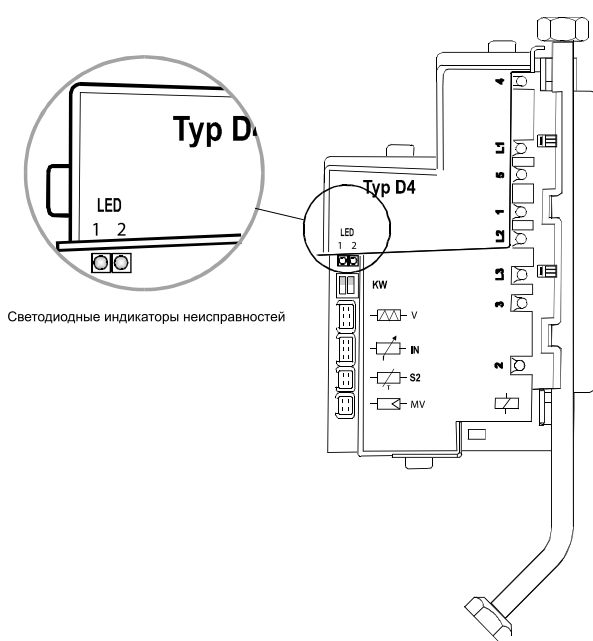 Typ D4
LED
1 2
Светодиодные индикаторы неисправностей
Typ D4
LED
1 2
KW
V
IN
S2
MV
4
L1
5
1
L2
L3
3
2